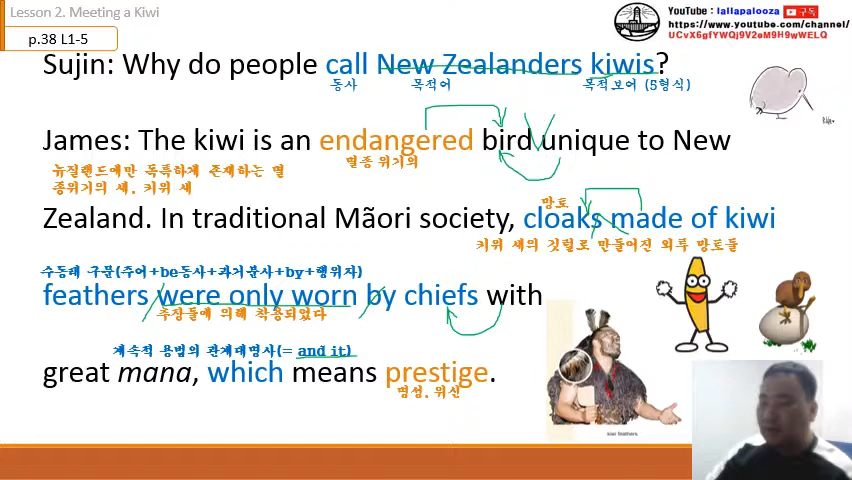 Lesson 2. Meeting a Kiwi
p.38 L1-5
YouTube : lallapalooza 구독
https://www.youtube.com/channel/
UCvX6gfYWQj9V2eM9H9wWELQ
Sujin: Why do people call New Zealanders kiwis?
동사 목적어 목적보어 (5형식)
James: The kiwi is an endangered bird unique to New
멸종 위기의
뉴질랜드에만 독특하게 존재하는 멸
종위기의 새. 키위 새
망토
Zealand. In traditional Mãori society, cloaks made of kiwi
키위 새의 깃털로 만들어진 외투 망토들
수동태 구문(주어+be동사+과거분사+by+행위자)
feathers were only worn by chiefs with
추장들에 의해 착용되었다
계속적 용법의 관계대명사(= and it)
great mana, which means prestige.
명성. 위신
kiwi feathers